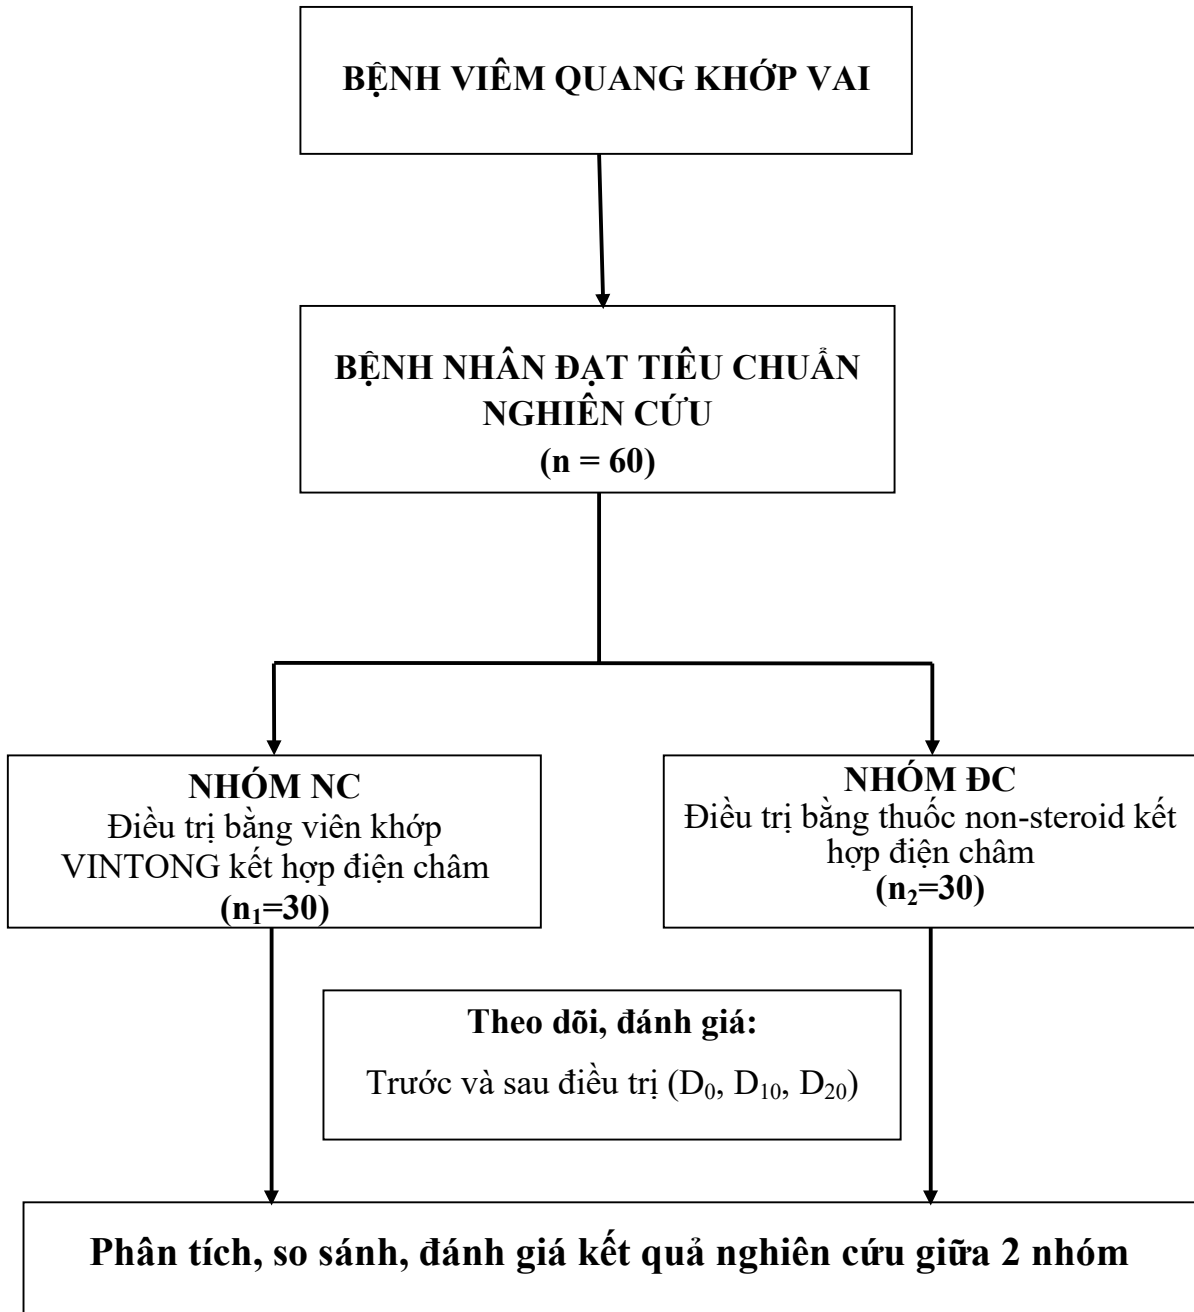 BỆNH VIÊM QUANG KHỚP VAI
BỆNH NHÂN ĐẠT TIÊU CHUẨN
NGHIÊN CỨU
(n = 60)
NHÓM NC
Điều trị bằng viên khớp
VINTONG kết hợp điện châm
(n₁=30)
NHÓM ĐC
Điều trị bằng thuốc non-steroid kết
hợp điện châm
(n₂=30)
Theo dõi, đánh giá:
Trước và sau điều trị (D₀, D₁₀, D₂₀)
Phân tích, so sánh, đánh giá kết quả nghiên cứu giữa 2 nhóm